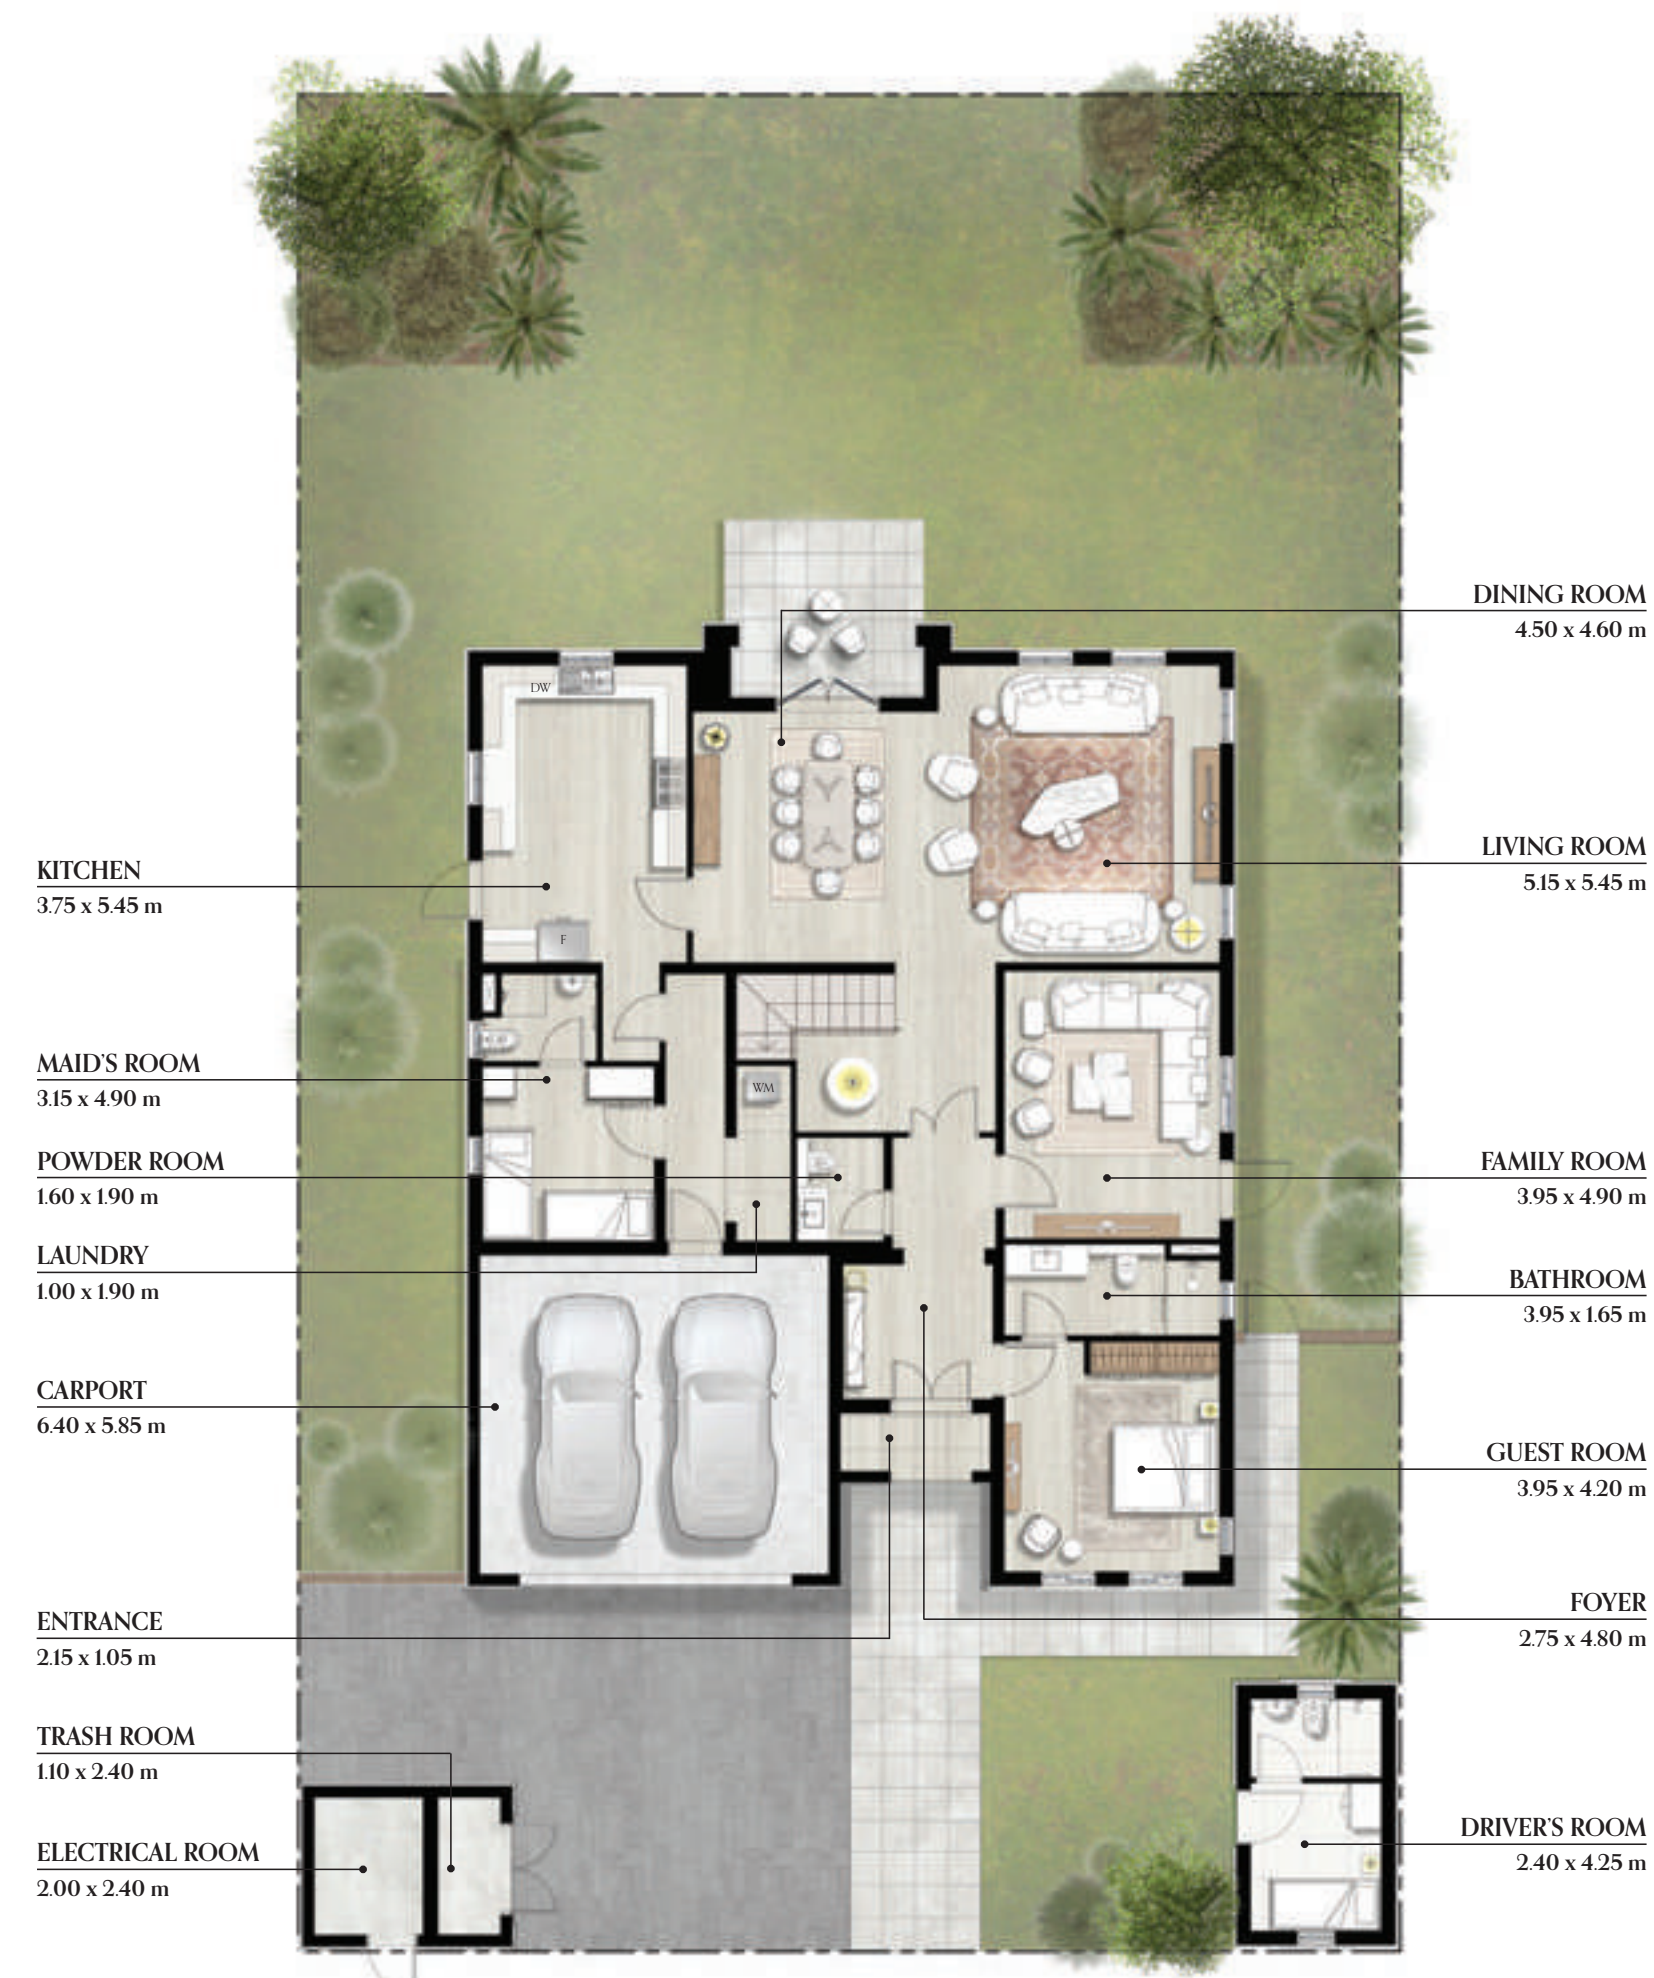 DINING ROOM
4.50 x 4.60 m
DW
LIVING ROOM
5.15 x 5.45 m
KITCHEN
3.75 x 5.45 m
F
MAID'S ROOM
3.15 x 4.90 m
WM
POWDER ROOM
1.60 x 1.90 m
FAMILY ROOM
3.95 x 4.90 m
LAUNDRY
1.00 x 1.90 m
BATHROOM
3.95 x 1.65 m
CARPORT
6.40 x 5.85 m
GUEST ROOM
3.95 x 4.20 m
ENTRANCE
2.15 x 1.05 m
FOYER
2.75 x 4.80 m
TRASH ROOM
1.10 x 2.40 m
ELECTRICAL ROOM
2.00 x 2.40 m
DRIVER'S ROOM
2.40 x 4.25 m